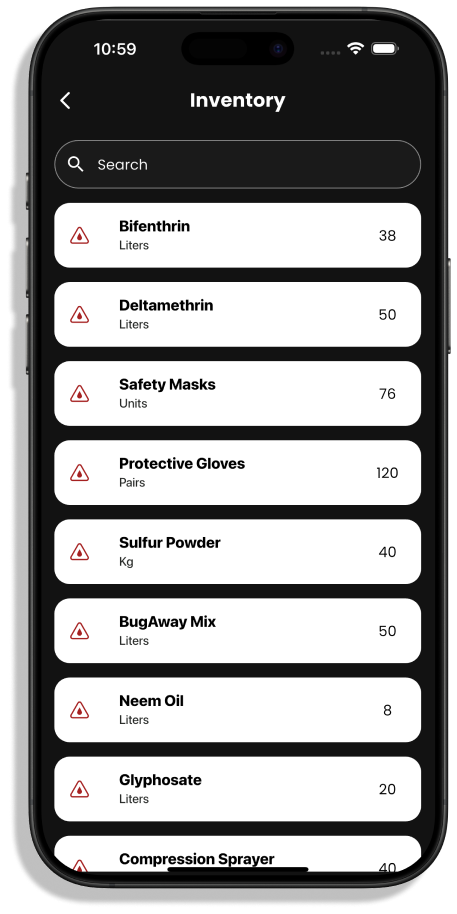 10:59
Inventory
Search
Bifenthrin
Liters
38
Deltamethrin
Liters
50
Safety Masks
Units
76
Protective Gloves
Pairs
120
Sulfur Powder
Kg
40
BugAway Mix
Liters
50
Neem Oil
Liters
8
Glyphosate
Liters
20
Compression Sprayer
40